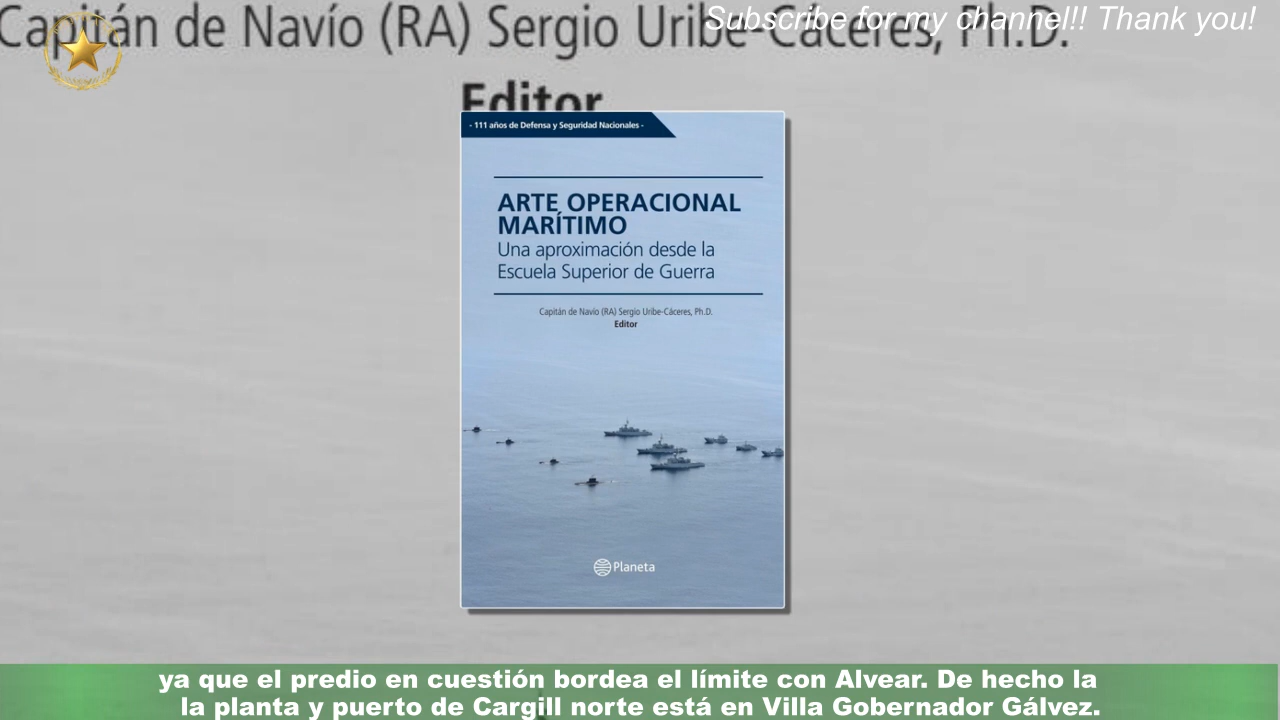 Capitán de Navío (RA) Sergio Uribe-Cáceres, Ph.D.
Subscribe for my channel!! Thank you!
Editor
- 111 años de Defensa y Seguridad Nacionales -
ARTE OPERACIONAL
MARÍTIMO
Una aproximación desde la
Escuela Superior de Guerra
Capitán de Navío (RA) Sergio Uribe-Cáceres, Ph.D.
Editor
Planeta
ya que el predio en cuestión bordea el límite con Alvear. De hecho la
la planta y puerto de Cargill norte está en Villa Gobernador Gálvez.